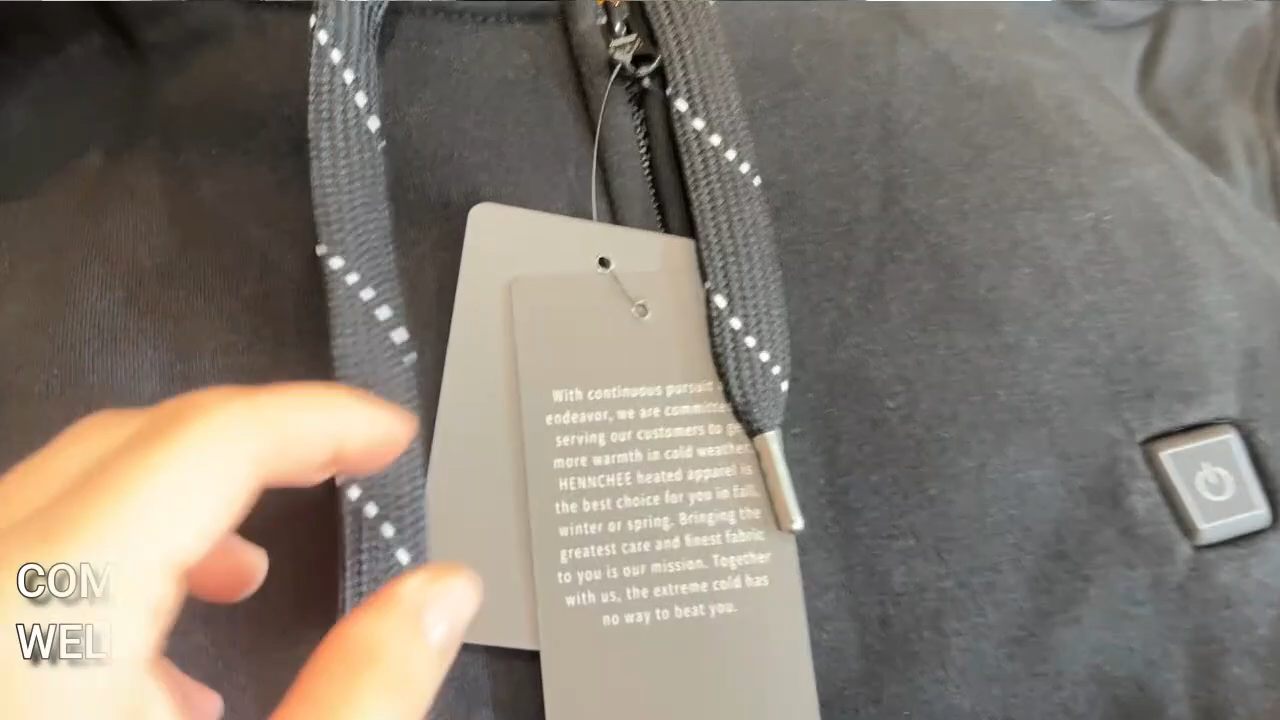 With continuous pursuit
endeavor, we are committe
serving our customers to ge
more warmth in cold weather.
HENNCHEE heated apparel is
the best choice for you in fall,
winter or spring. Bringing the
greatest care and finest fabric
to you is our mission. Together
with us, the extreme cold has
no way to beat you.
COM
WEL